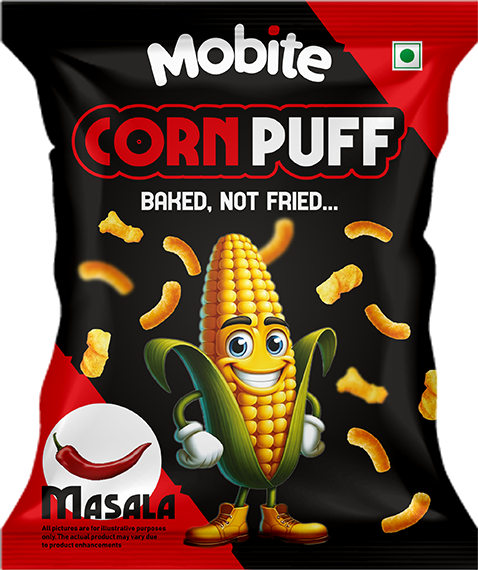 Mobite
CORN PUFF
BAKED, NOT FRIED...
MASALA
All pictures are for illustrative purposes
only. The actual product may vary due
to product enhancements